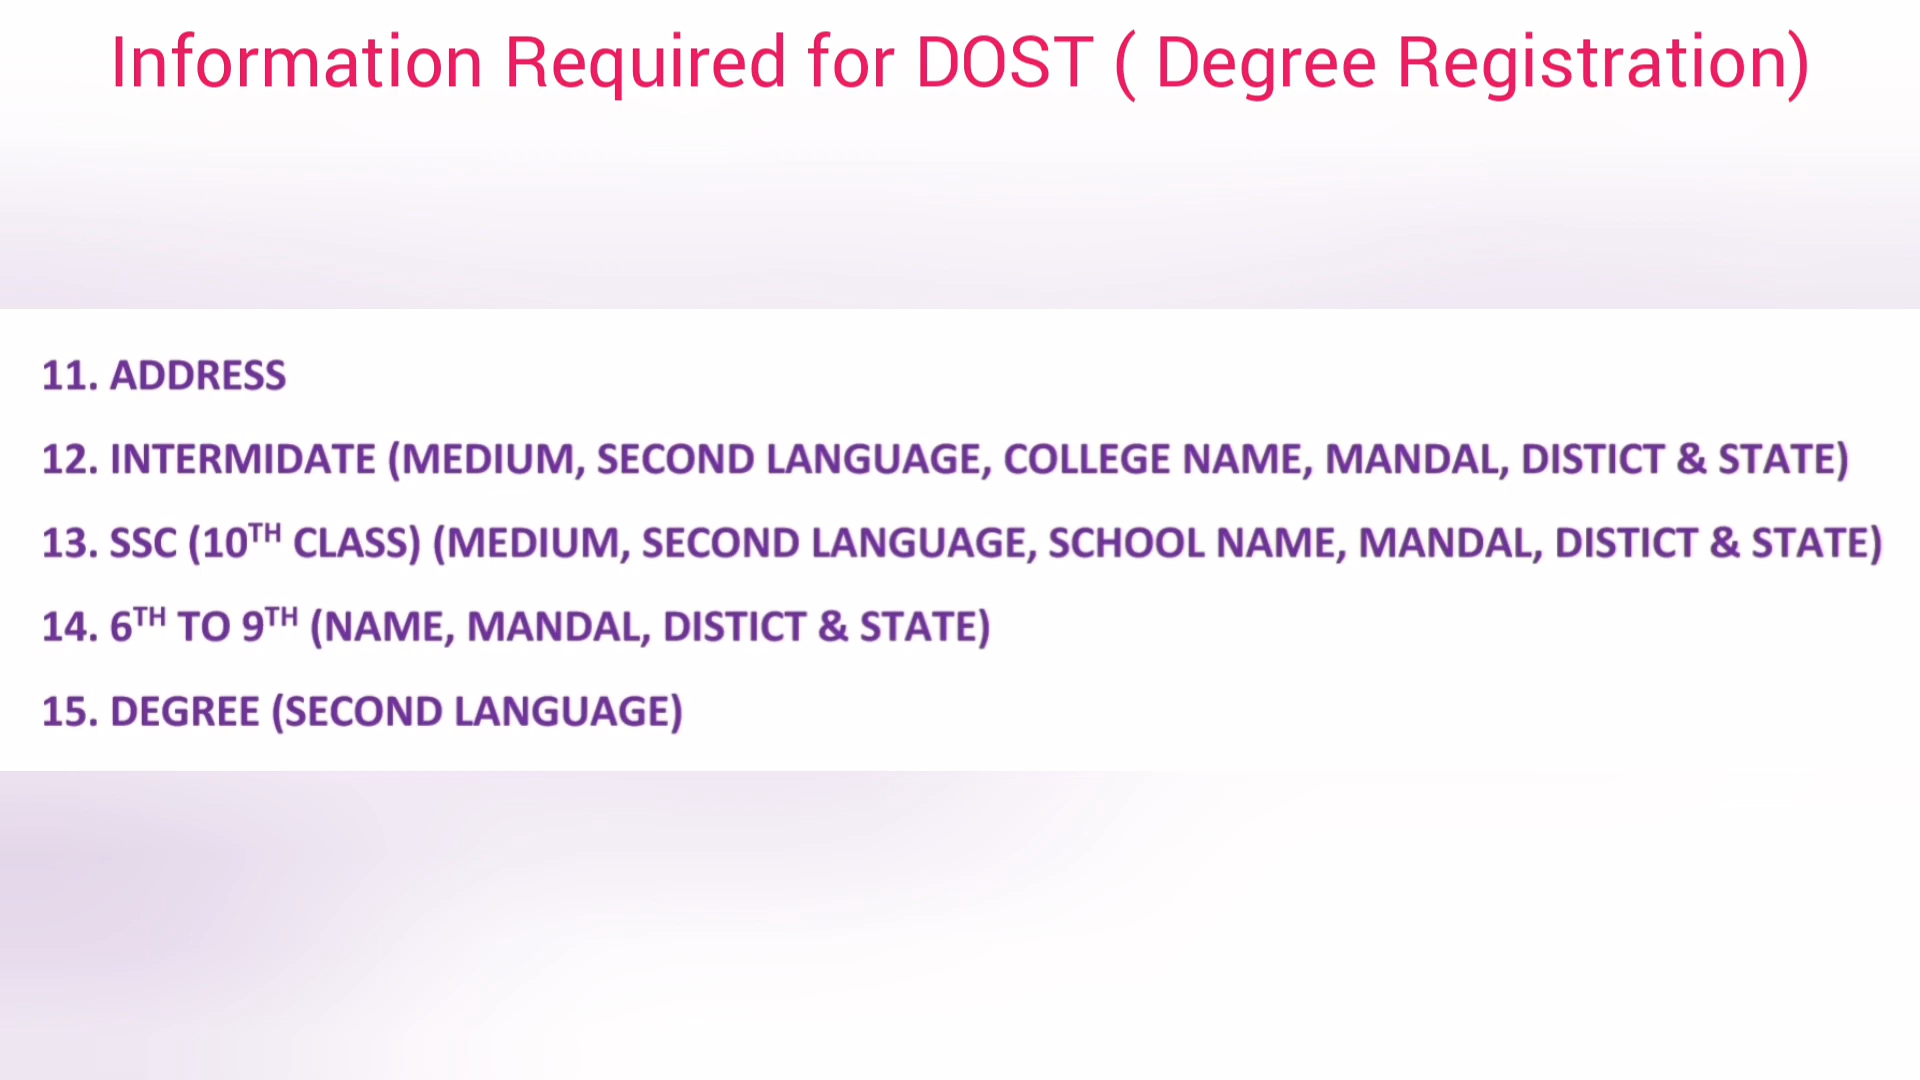 Information Required for DOST ( Degree Registration)
11. ADDRESS
12. INTERMIDATE (MEDIUM, SECOND LANGUAGE, COLLEGE NAME, MANDAL, DISTICT & STATE)
13. SSC (10TH CLASS) (MEDIUM, SECOND LANGUAGE, SCHOOL NAME, MANDAL, DISTICT & STATE)
14. 6TH TO 9TH (NAME, MANDAL, DISTICT & STATE)
15. DEGREE (SECOND LANGUAGE)